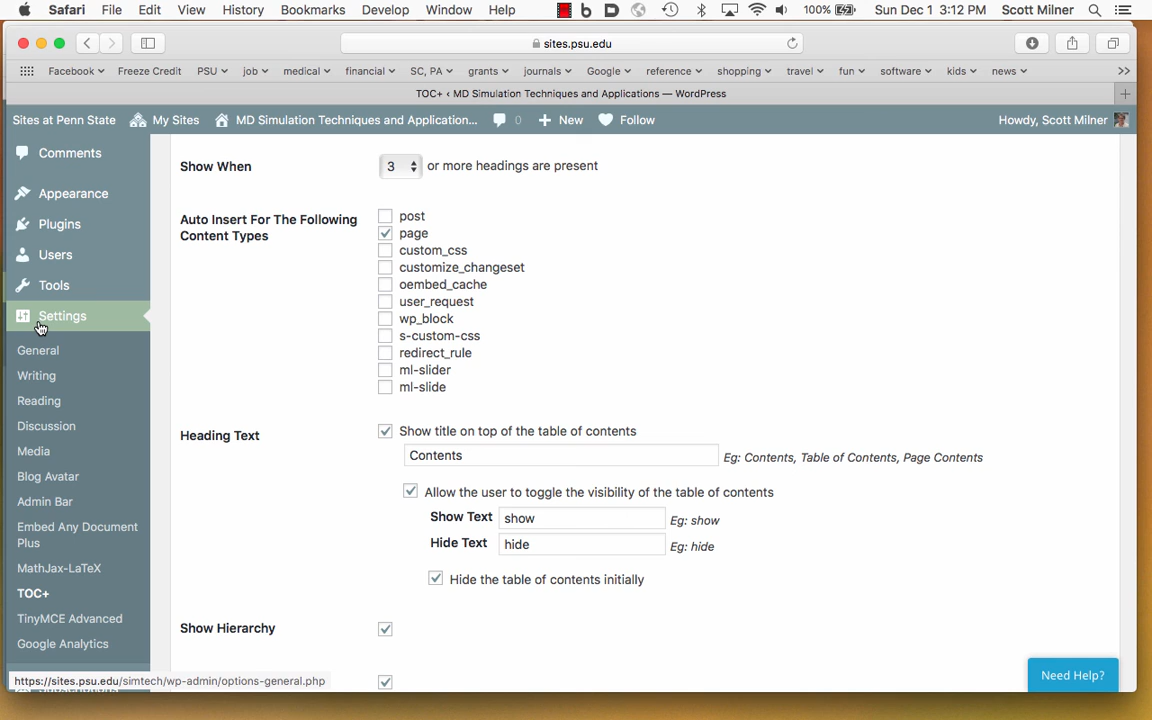 Safari File Edit View History Bookmarks Develop Window Help 100% Sun Dec 1 3:12 PM Scott Milner
sites.psu.edu
Facebook Freeze Credit PSU job medical financial SC, PA grants journals Google reference shopping travel fun software kids news >>
TOC+ ‹ MD Simulation Techniques and Applications — WordPress
Sites at Penn State My Sites MD Simulation Techniques and Application... 0 New Follow Howdy, Scott Milner
Comments
Appearance
Plugins
Users
Tools
Settings
General
Writing
Reading
Discussion
Media
Blog Avatar
Admin Bar
Embed Any Document
Plus
MathJax-LaTeX
TOC+
TinyMCE Advanced
Google Analytics
https://sites.psu.edu/simtech/wp-admin/options-general.php
Show When 3 or more headings are present
Auto Insert For The Following
Content Types
post
page
custom_css
customize_changeset
oembed_cache
user_request
wp_block
s-custom-css
redirect_rule
ml-slider
ml-slide
Heading Text
Show title on top of the table of contents
Contents Eg: Contents, Table of Contents, Page Contents
Allow the user to toggle the visibility of the table of contents
Show Text show Eg: show
Hide Text hide Eg: hide
Hide the table of contents initially
Show Hierarchy
Need Help?